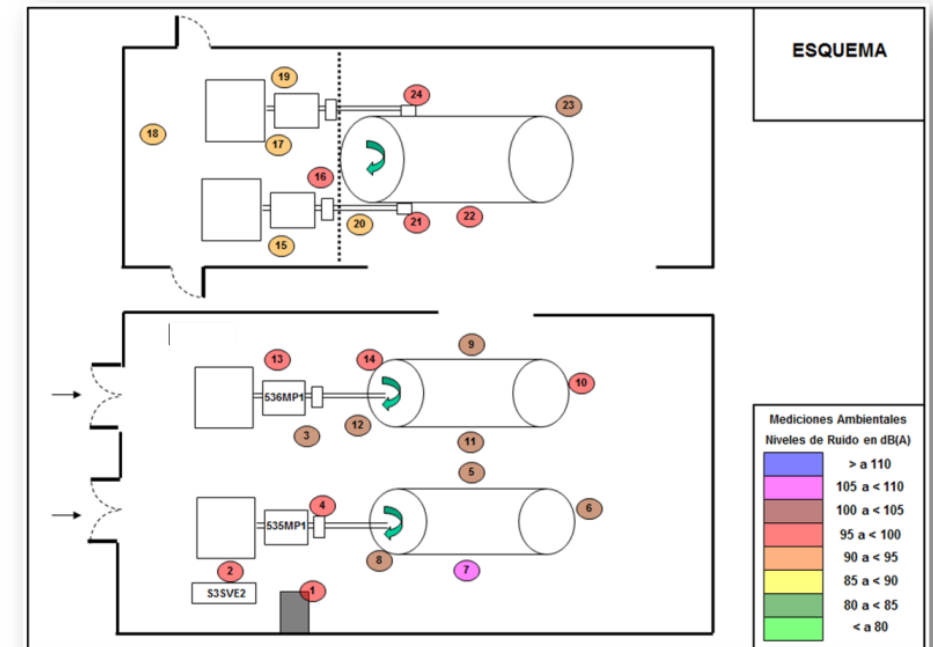 ESQUEMA
19
24
23
18
17
16
20
21
22
15
9
13
14
10
536MP1
12
3
11
5
4
6
535MP1
8
7
2
S3SVE2
1
Mediciones Ambientales
Niveles de Ruido en dB(A)
> a 110
105 a < 110
100 a < 105
95 a < 100
90 a < 95
85 a < 90
80 a < 85
< a 80